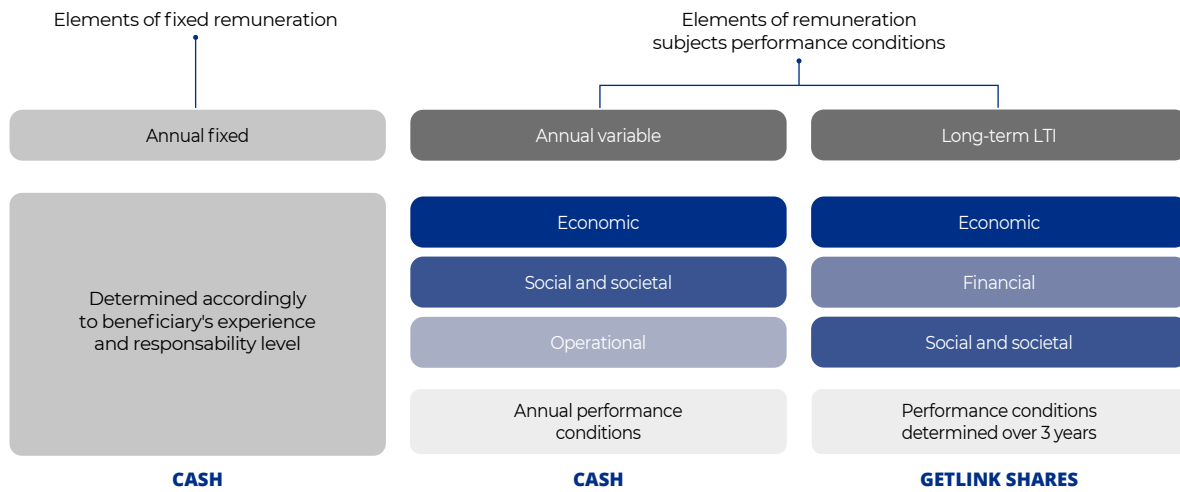 Elements of fixed remuneration
Elements of remuneration
subjects performance conditions
Annual fixed
Annual variable
Long-term LTI
Determined accordingly
to beneficiary's experience
and responsability level
Economic
Social and societal
Operational
Annual performance
conditions
Economic
Financial
Social and societal
Performance conditions
determined over 3 years
CASH
CASH
GETLINK SHARES